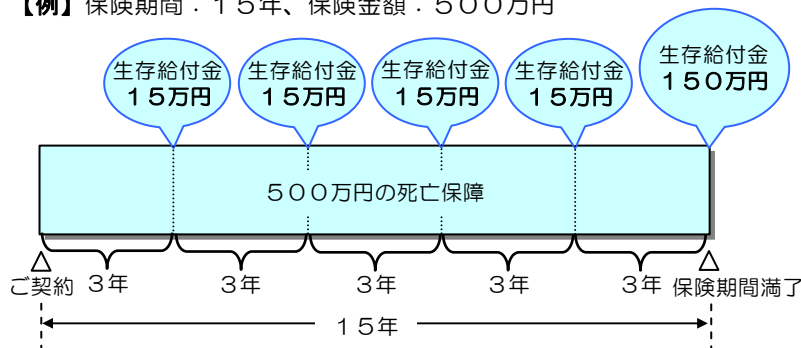 【例】保険期間：１５年、保険金額：５００万円
生存給付金
１５万円
生存給付金
１５万円
生存給付金
１５万円
生存給付金
１５万円
生存給付金
１５０万円
５００万円の死亡保障
ご契約
３年
３年
３年
３年
３年
保険期間満了
１５年